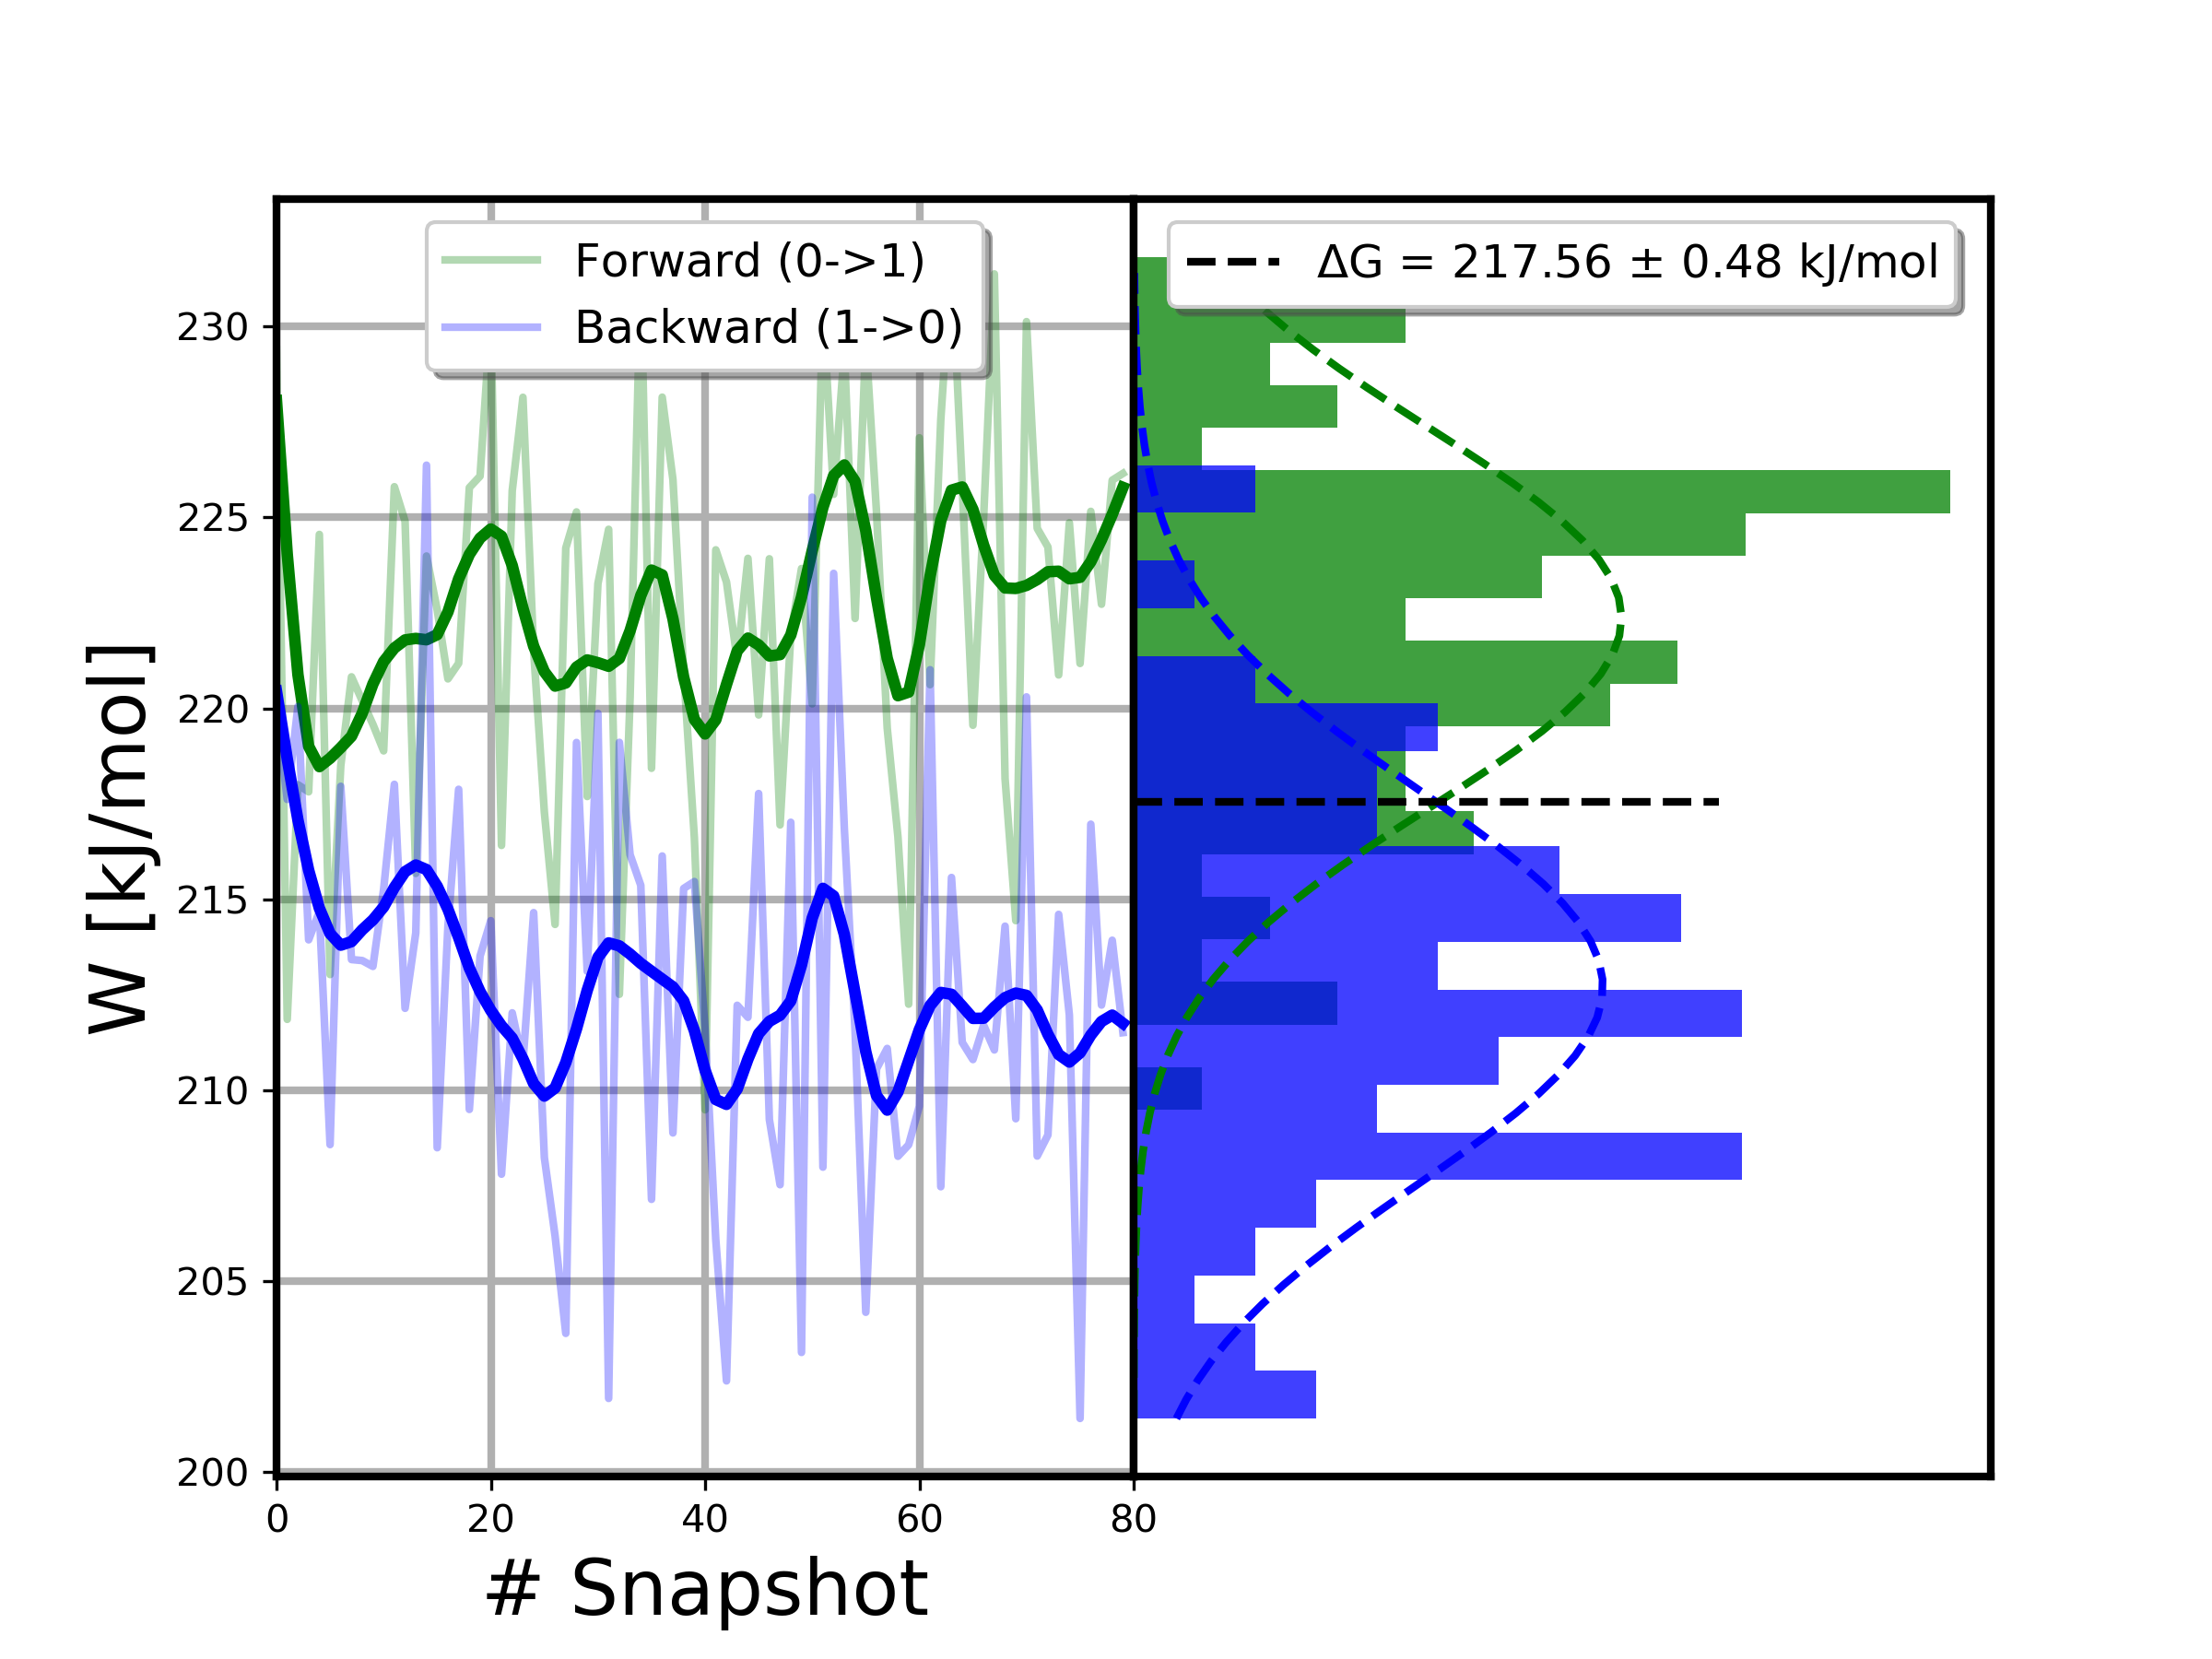 Forward (0->1)
Backward (1->0)
ΔG = 217.56 ± 0.48 kJ/mol
W [kJ/mol]
230
225
220
215
210
205
200
0 20 40 60 80
# Snapshot